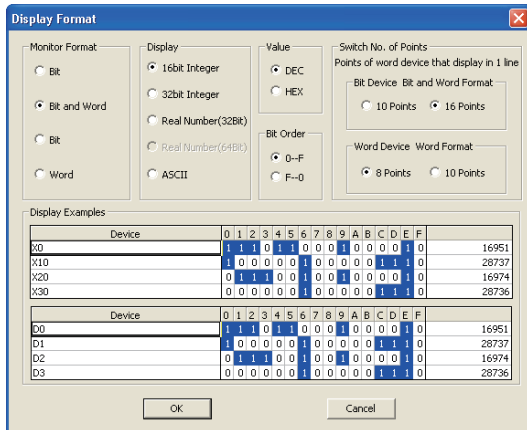 Display Format
Monitor Format
Bit
Bit and Word
Bit
Word
Display
16bit Integer
32bit Integer
Real Number(32Bit)
Real Number(64Bit)
ASCII
Value
DEC
HEX
Bit Order
0--F
F--0
Switch No. of Points
Points of word device that display in 1 line
Bit Device Bit and Word Format
10 Points 16 Points
Word Device Word Format
8 Points 10 Points
Display Examples
Device 0 1 2 3 4 5 6 7 8 9 A B C D E F
X0 1 1 1 0 1 1 0 0 0 1 0 0 0 0 1 0 16951
X10 1 0 0 0 0 0 1 0 0 0 0 0 1 1 1 0 28737
X20 0 1 1 1 0 0 1 0 0 1 0 0 0 0 1 0 16974
X30 0 0 0 0 0 0 1 0 0 0 0 0 1 1 1 0 28736
Device 0 1 2 3 4 5 6 7 8 9 A B C D E F
D0 1 1 1 0 1 1 0 0 0 1 0 0 0 0 1 0 16951
D1 1 0 0 0 0 0 1 0 0 0 0 0 1 1 1 0 28737
D2 0 1 1 1 0 0 1 0 0 1 0 0 0 0 1 0 16974
D3 0 0 0 0 0 0 1 0 0 0 0 0 1 1 1 0 28736
OK Cancel